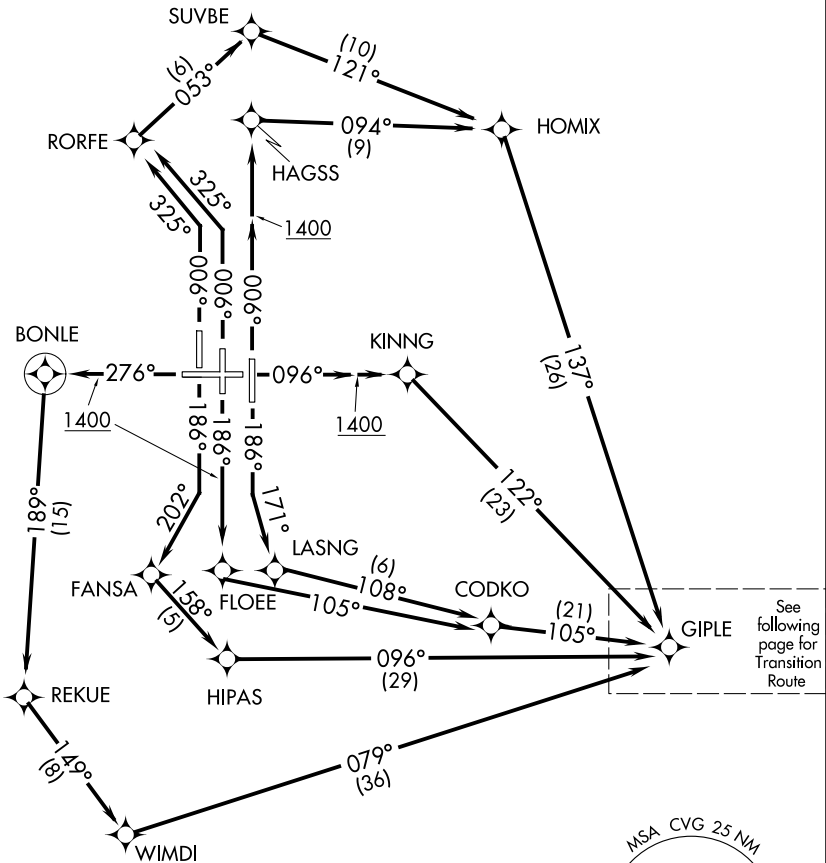 SUVBE
(10)
121°
(6)
053°
RORFE
HAGSS
094°
(9)
HOMIX
325°
325°
1400
006°
006°
006°
BONLE
276°
1400
096°
1400
KINNG
137°
(26)
186°
186°
186°
189°
(15)
202°
171°
122°
(23)
LASNG
(6)
108°
FANSA
FLOEE
105°
CODKO
(21)
105°
GIPLE
See
following
page for
Transition
Route
158°
(5)
HIPAS
096°
(29)
REKUE
149°
(8)
079°
(36)
WIMDI
MSA CVG 25 NM